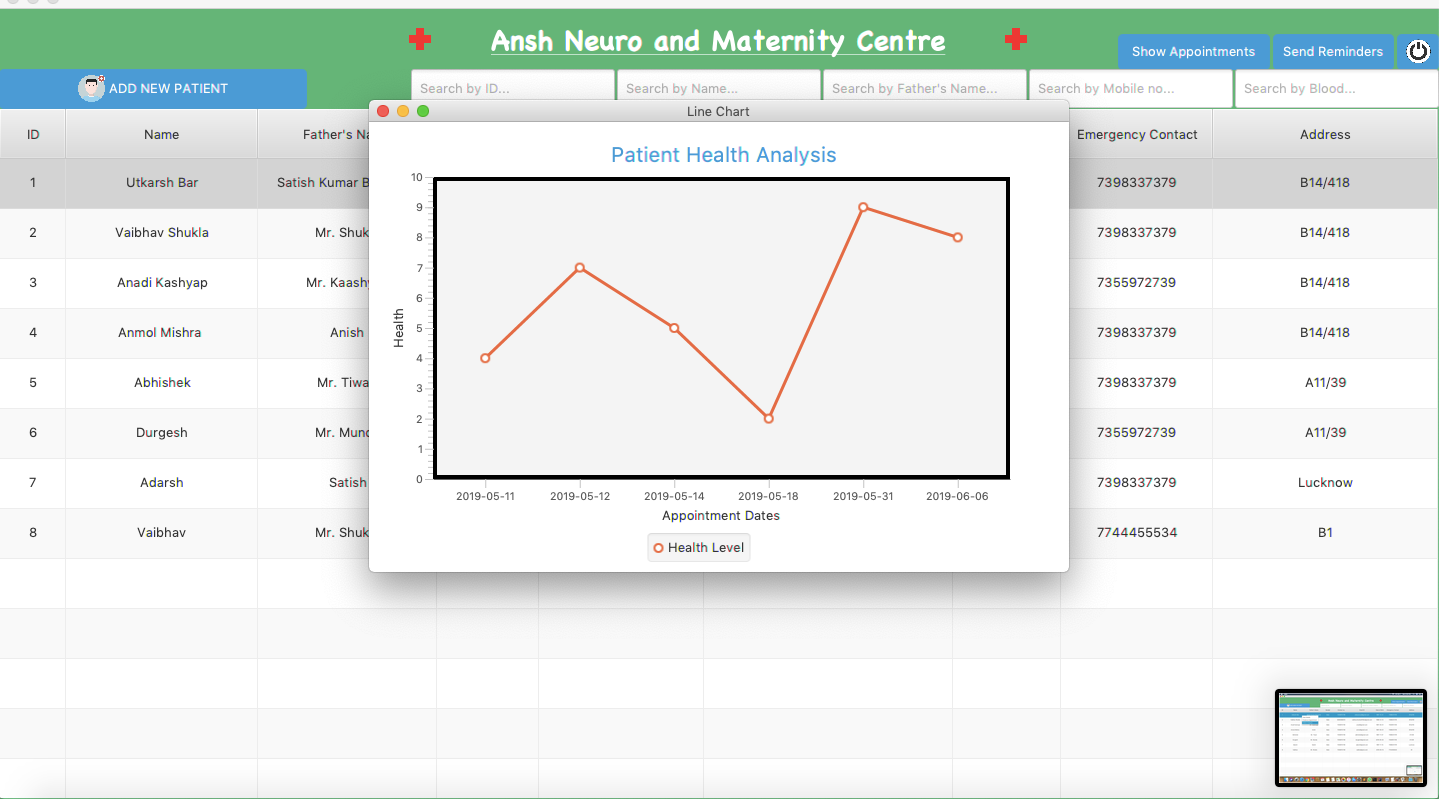 Ansh Neuro and Maternity Centre
Show Appointments
Send Reminders
ADD NEW PATIENT
Search by ID...
Search by Name...
Search by Father's Name...
Search by Mobile no...
Search by Blood...
Line Chart
ID Name Father's Na Emergency Contact Address
1 Utkarsh Bar Satish Kumar B 7398337379 B14/418
2 Vaibhav Shukla Mr. Shuk 7398337379 B14/418
3 Anadi Kashyap Mr. Kaashy 7355972739 B14/418
4 Anmol Mishra Anish 7398337379 B14/418
5 Abhishek Mr. Tiwa 7398337379 A11/39
6 Durgesh Mr. Mund 7355972739 A11/39
7 Adarsh Satish 7398337379 Lucknow
8 Vaibhav Mr. Shuk 7744455534 B1
Patient Health Analysis
Health
10
9
8
7
6
5
4
3
2
1
0
2019-05-11 2019-05-12 2019-05-14 2019-05-18 2019-05-31 2019-06-06
Appointment Dates
Health Level